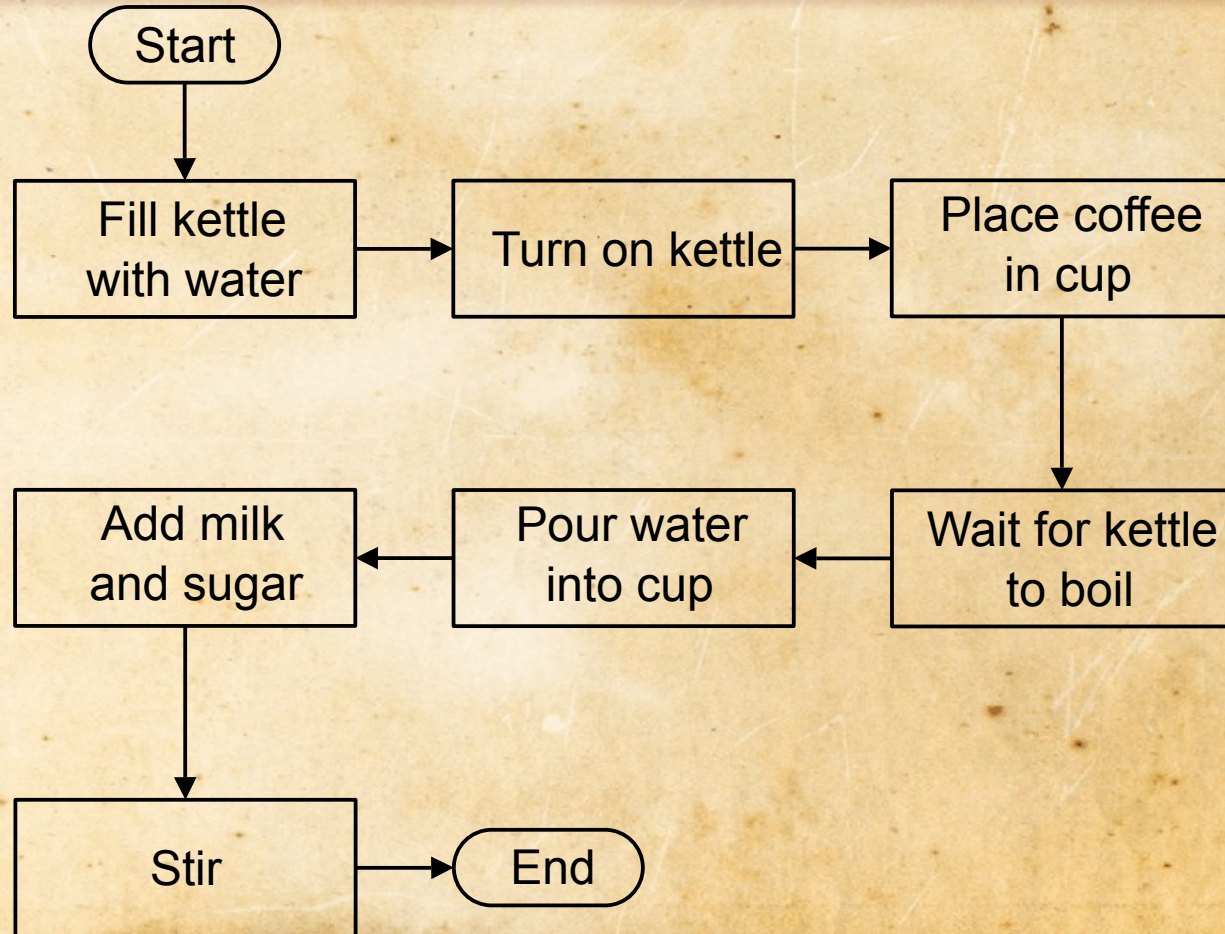 Start
Fill kettle
with water
Turn on kettle
Place coffee
in cup
Wait for kettle
to boil
Pour water
into cup
Add milk
and sugar
Stir
End